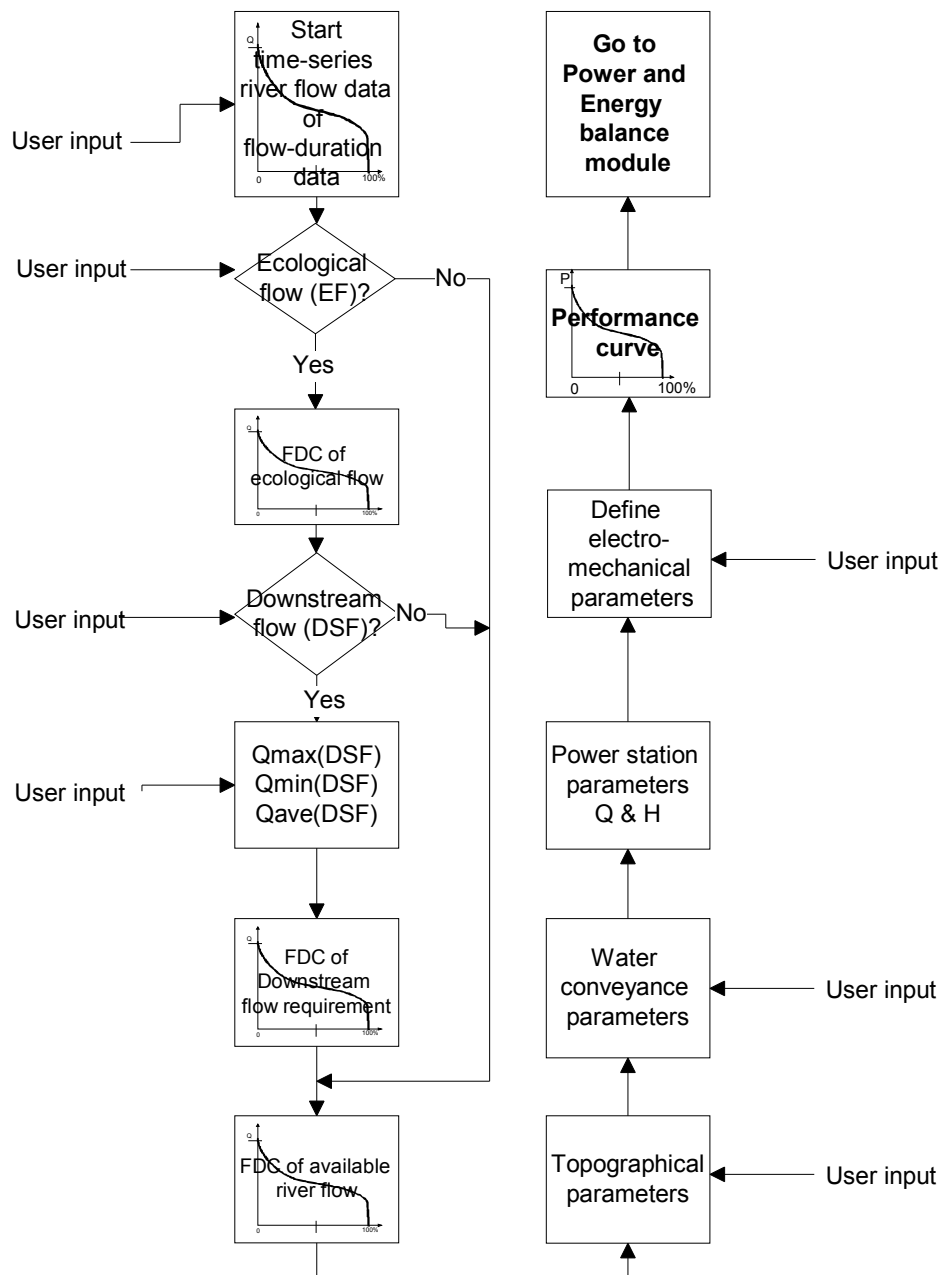 Q
Start
time-series
river flow data
of
flow-duration
data
0
100%
User input
User input
Ecological
flow (EF)?
No
Yes
Q
FDC of
ecological flow
0
100%
User input
Downstream
flow (DSF)?
No
Yes
User input
Qmax(DSF)
Qmin(DSF)
Qave(DSF)
Q
FDC of
Downstream
flow requirement
0
100%
Q
FDC of available
river flow
0
100%
Go to
Power and
Energy
balance
module
P
Performance
curve
0
100%
Define
electro-
mechanical
parameters
User input
Power station
parameters
Q & H
Water
conveyance
parameters
User input
Topographical
parameters
User input